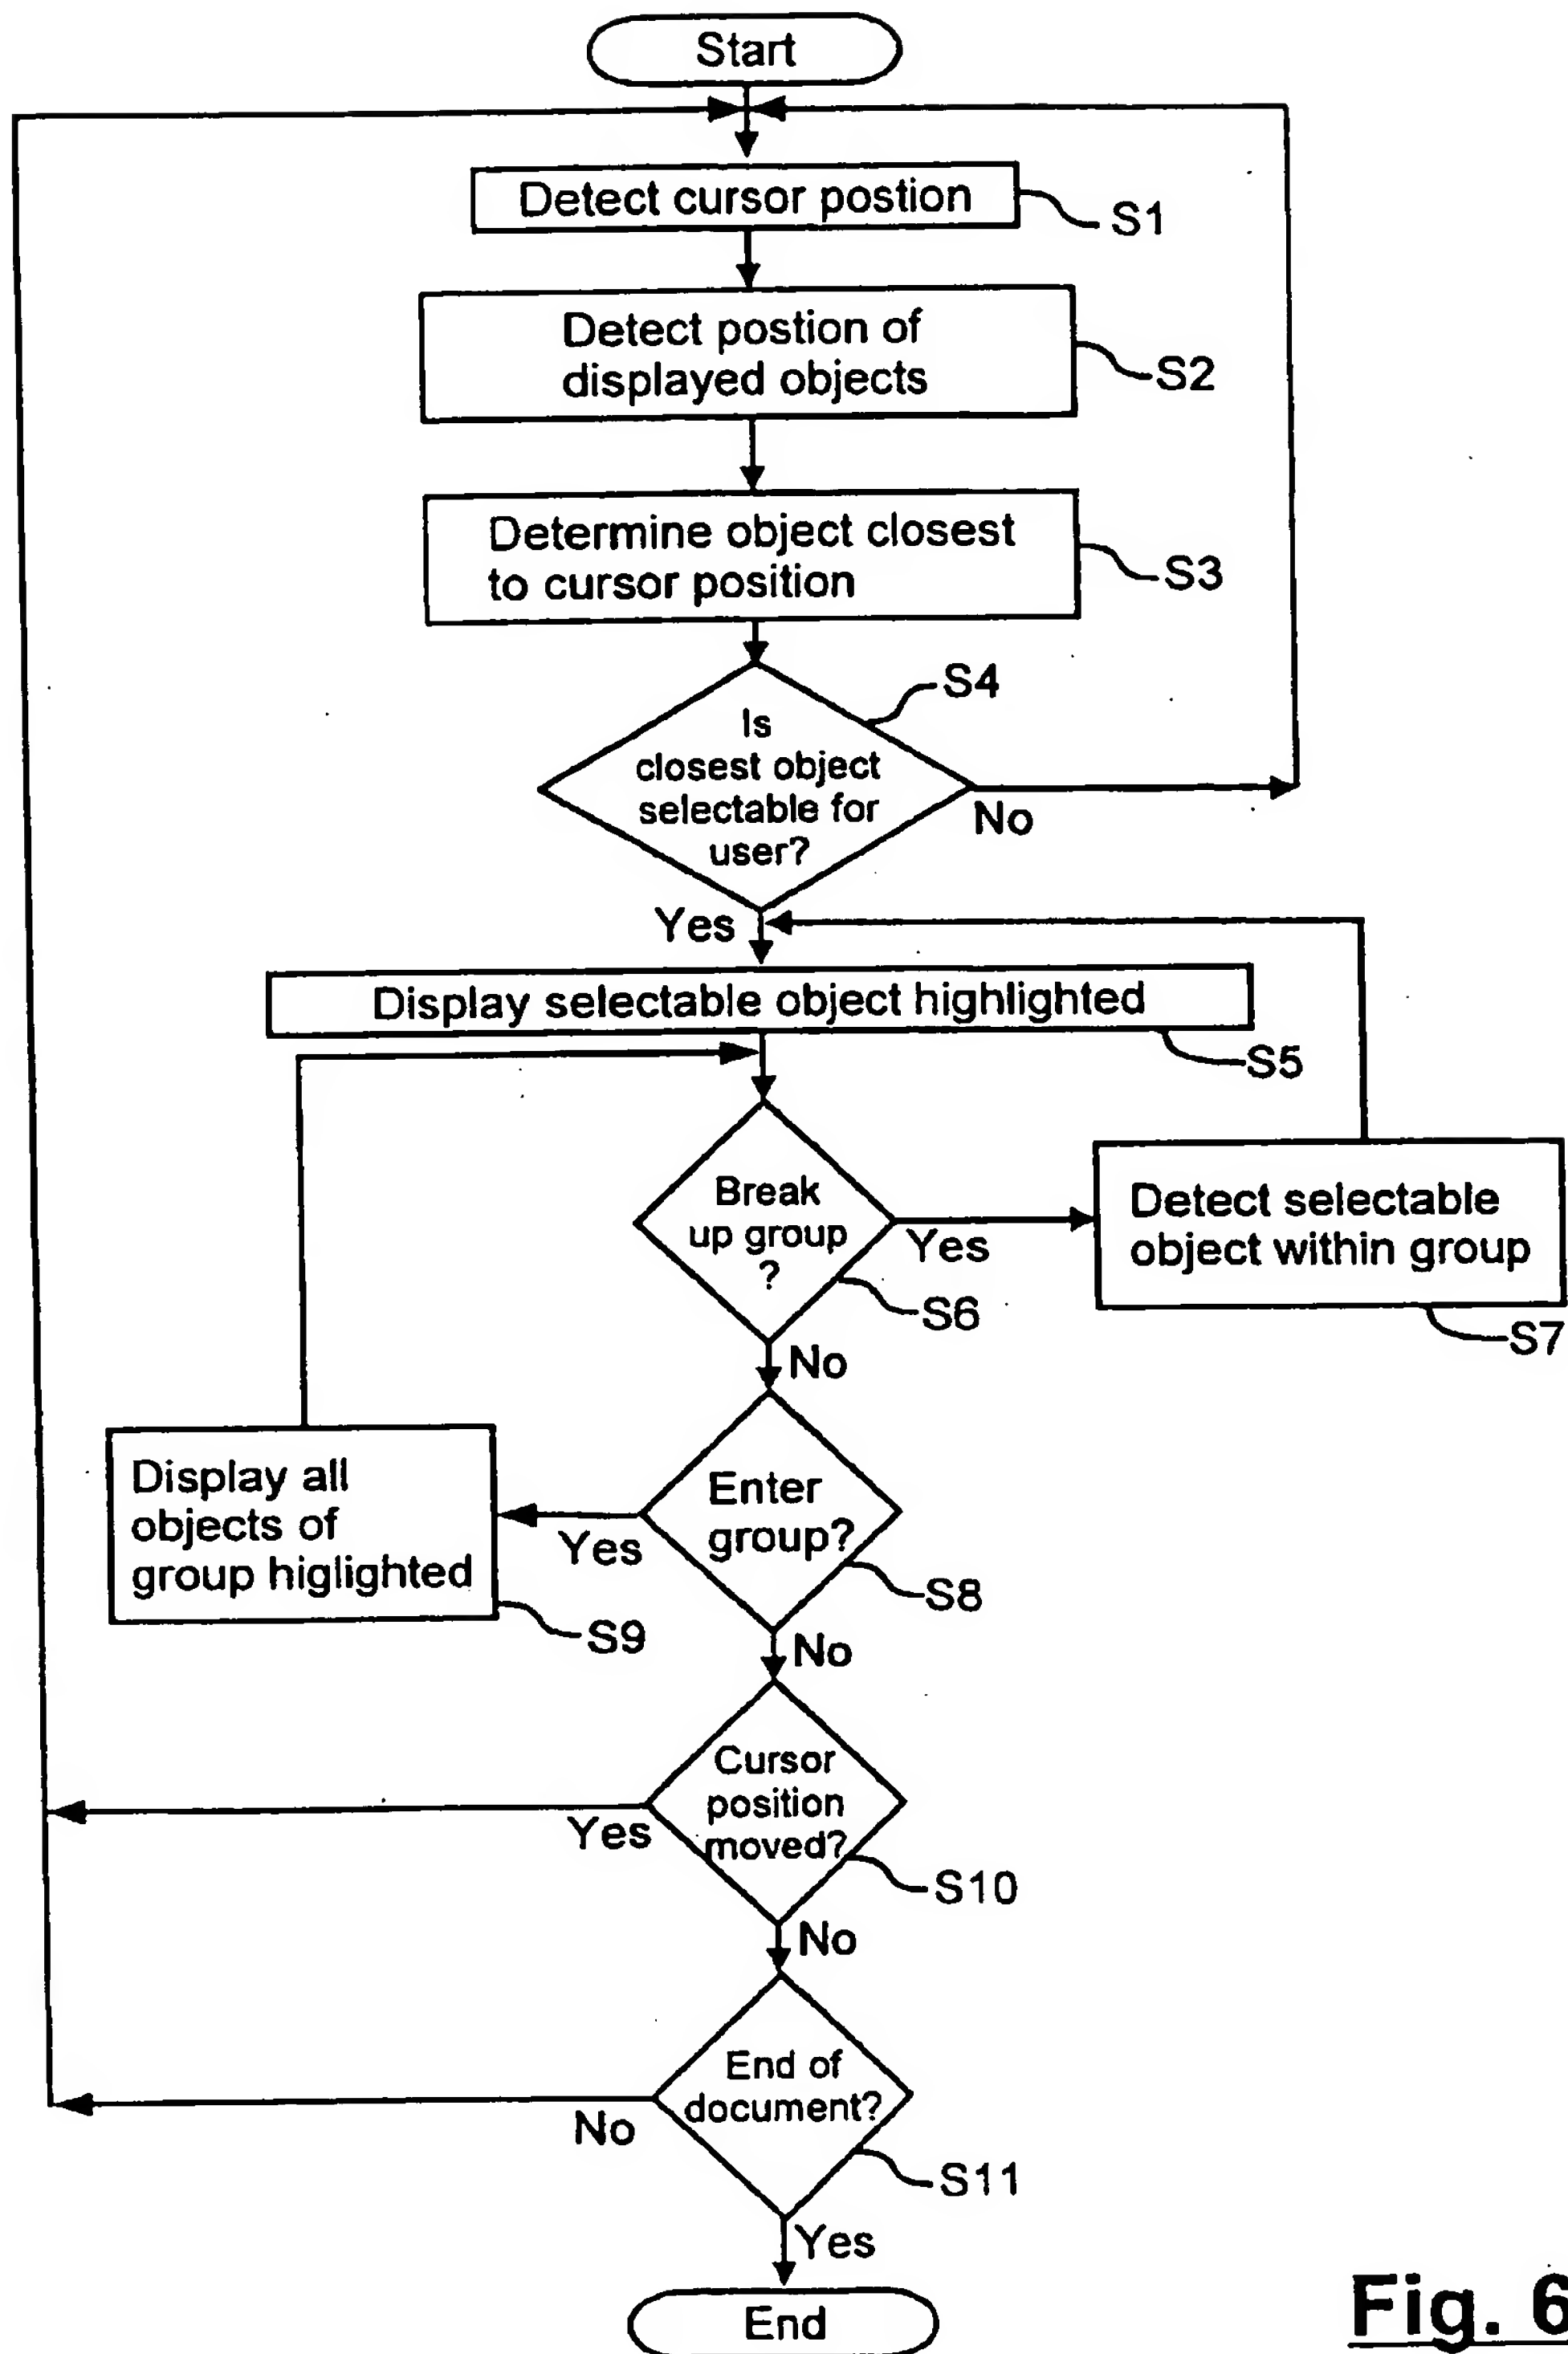 Start
Detect cursor postion
S1
Detect postion of
displayed objects
S2
Determine object closest
to cursor position
S3
S4
Is
closest object
selectable for
user?
No
Yes
Display selectable object highlighted
S5
Break
up group
?
Yes
S6
Detect selectable
object within group
S7
No
Display all
objects of
group higlighted
S9
Enter
group?
Yes
S8
No
Cursor
position
moved?
Yes
S10
No
End of
document?
No
S11
Yes
End
Fig. 6